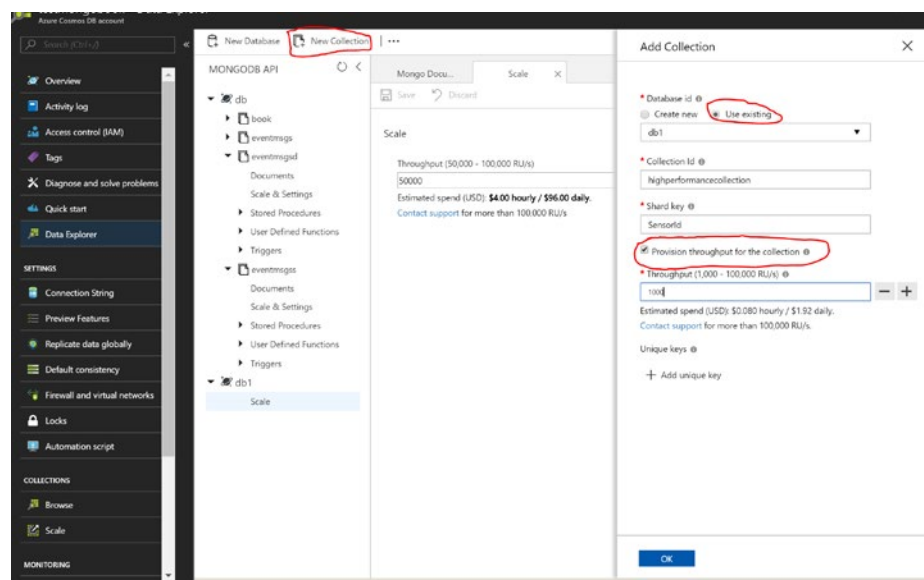 Azure Cosmos DB account
Search (Ctrl+/)
Overview
Activity log
Access control (IAM)
Tags
Diagnose and solve problems
Quick start
Data Explorer
SETTINGS
Connection String
Preview Features
Replicate data globally
Default consistency
Firewall and virtual networks
Locks
Automation script
COLLECTIONS
Browse
Scale
MONITORING
New Database
New Collection
MONGODB API
db
book
eventmsgs
eventmsgsd
Documents
Scale & Settings
Stored Procedures
User Defined Functions
Triggers
eventmsgss
Documents
Scale & Settings
Stored Procedures
User Defined Functions
Triggers
db1
Scale
Mongo Docu...
Scale
Save
Discard
Scale
Throughput (50,000 - 100,000 RU/s)
50000
Estimated spend (USD): $4.00 hourly / $96.00 daily.
Contact support for more than 100,000 RU/s
Add Collection
* Database id
Create new
Use existing
db1
* Collection Id
highperformancecollection
* Shard key
SensorId
Provision throughput for the collection
* Throughput (1,000 - 100,000 RU/s)
1000
Estimated spend (USD): $0.080 hourly / $1.92 daily.
Contact support for more than 100,000 RU/s.
Unique keys
+ Add unique key
OK